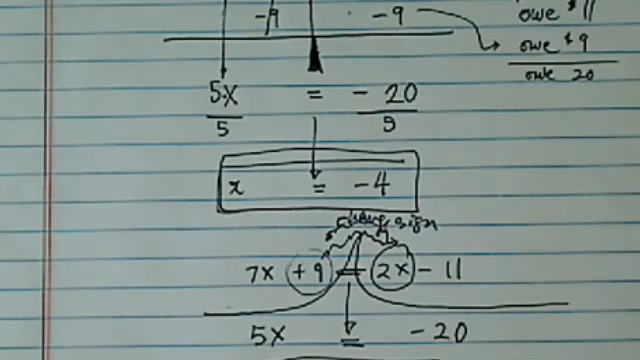 owe $11
-9 -9 owe $9
owe 20
5x = -20
5 5
x = -4
change sign
7x +9 = 2x - 11
5x = -20